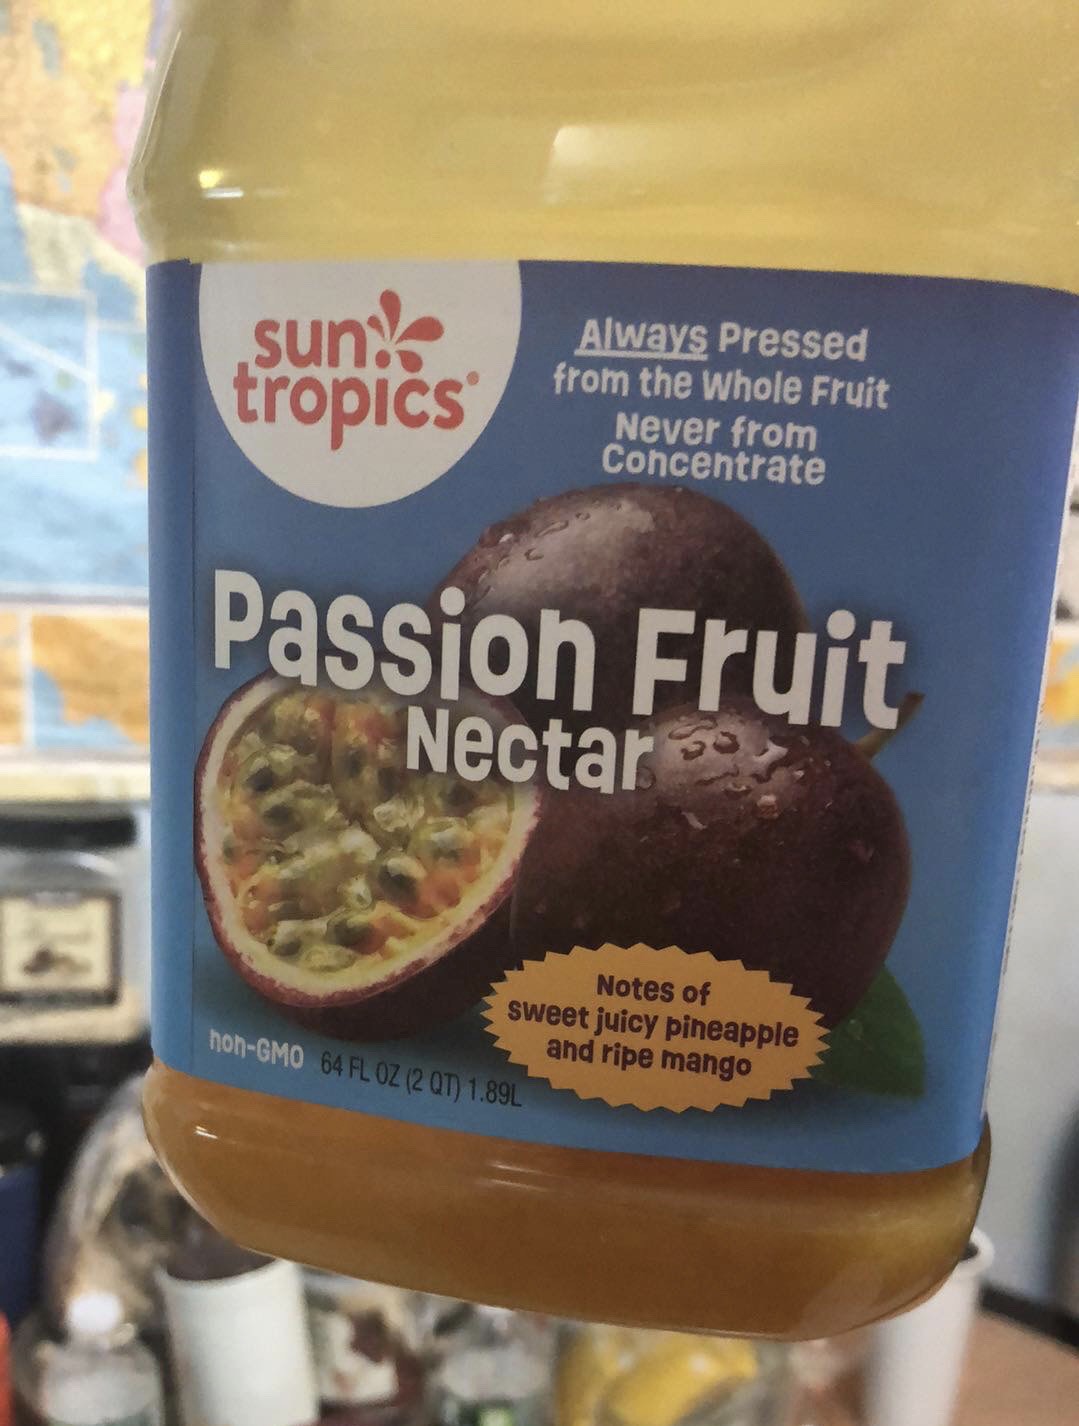 sun
tropics®
Always Pressed
from the Whole Fruit
Never from
Concentrate
Passion Fruit
Nectar
Notes of
sweet juicy pineapple
and ripe mango
non-GMO 64 FL OZ (2 QT) 1.89L